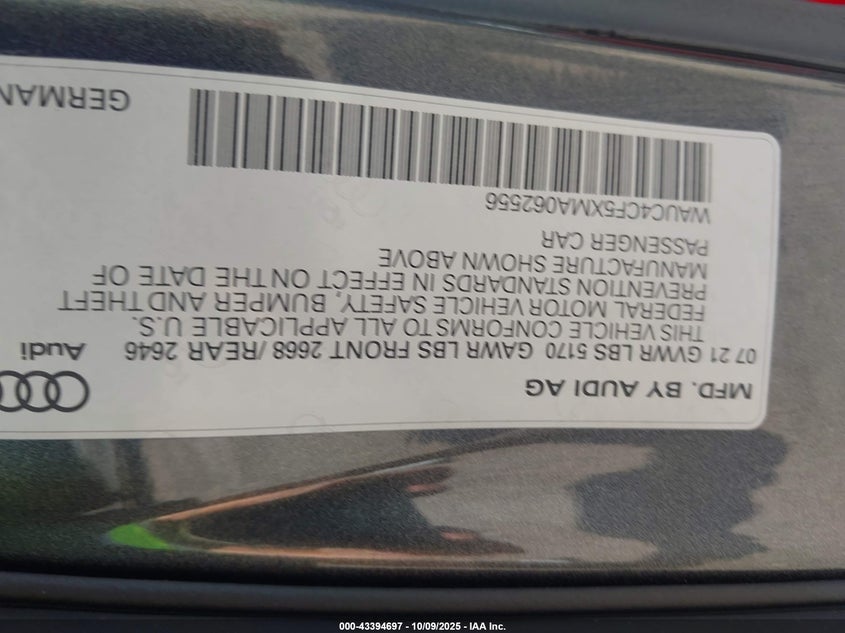 MFD. BY AUDI AG
Audi
07 21 GVWR LBS 5170 GAWR LBS FRONT 2668 / REAR 2646
THIS VEHICLE CONFORMS TO ALL APPLICABLE U.S.
FEDERAL MOTOR VEHICLE SAFETY, BUMPER AND THEFT
PREVENTION STANDARDS IN EFFECT ON THE DATE OF
MANUFACTURE SHOWN ABOVE
PASSENGER CAR
WAUC4CF5XMA062556
GERMAN
000-43394697 - 10/09/2025 - IAA Inc.